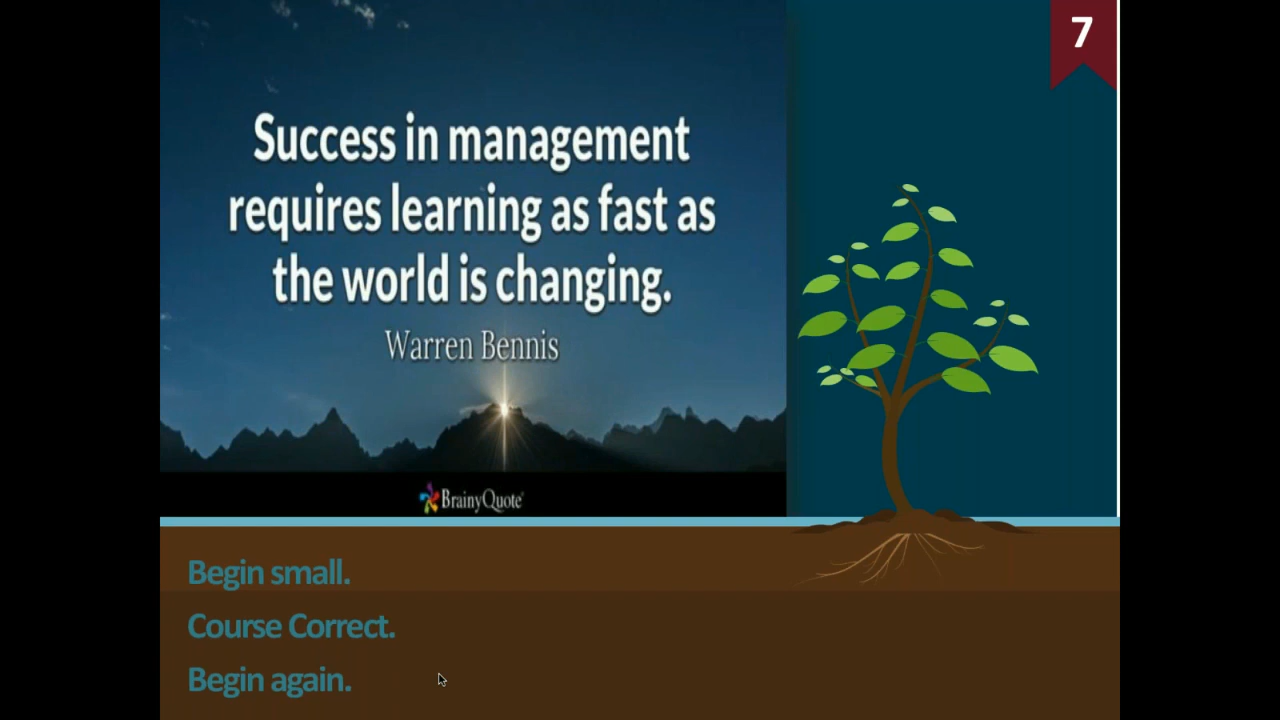 7
Success in management
requires learning as fast as
the world is changing.
Warren Bennis
BrainyQuote®
Begin small.
Course Correct.
Begin again.